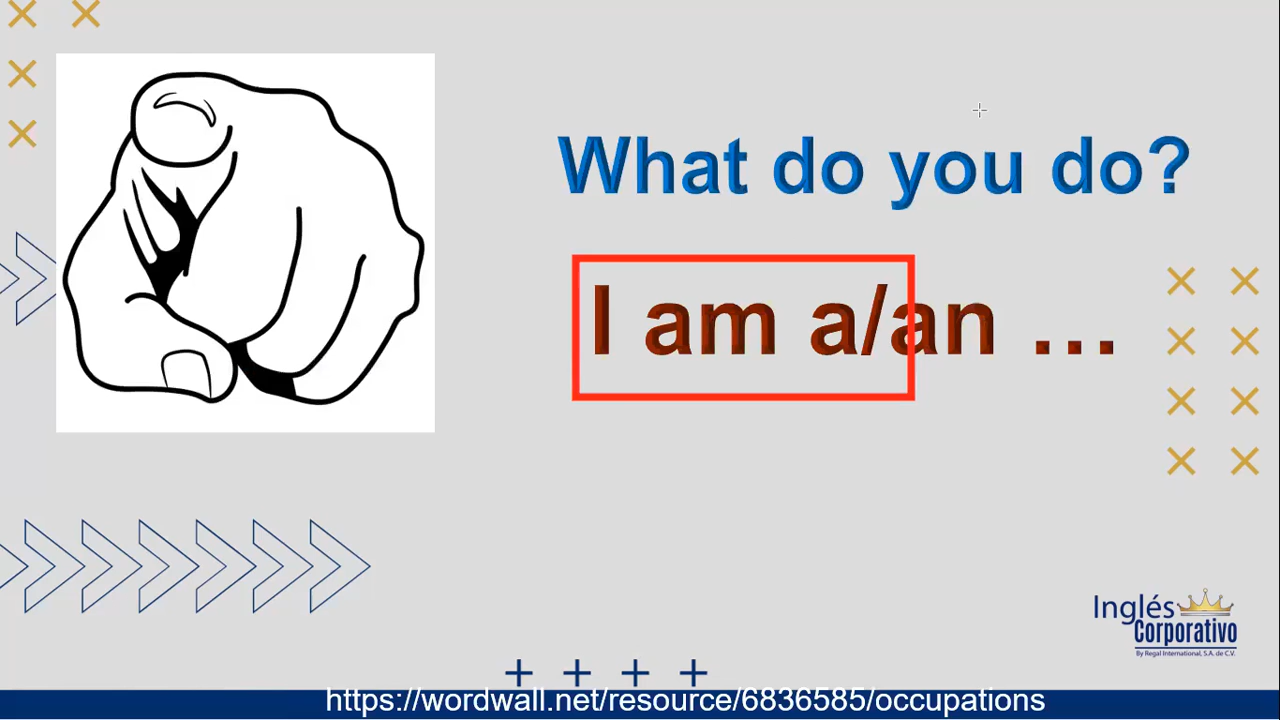 What do you do?
I am a/an ...
Inglés
Corporativo
By Regal International, S.A. de C.V.
https://wordwall.net/resource/6836585/occupations